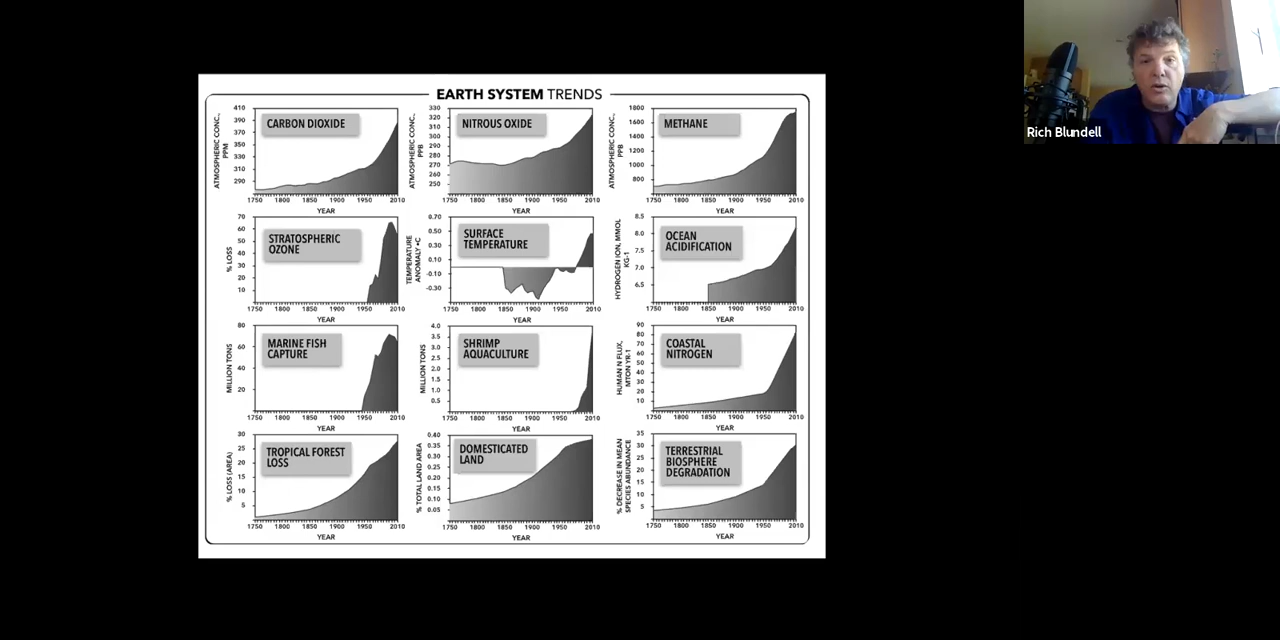 EARTH SYSTEM TRENDS
CARBON DIOXIDE
ATMOSPHERIC CONC.,
PPM
410
390
370
350
330
310
290
1750 1800 1850 1900 1950 2010
YEAR
NITROUS OXIDE
ATMOSPHERIC CONC.,
PPB
330
320
310
300
290
280
270
260
250
1750 1800 1850 1900 1950 2010
YEAR
METHANE
ATMOSPHERIC CONC.,
PPB
1800
1600
1400
1200
1000
800
1750 1800 1850 1900 1950 2010
YEAR
STRATOSPHERIC
OZONE
% LOSS
70
60
50
40
30
20
10
1750 1800 1850 1900 1950 2010
YEAR
SURFACE
TEMPERATURE
TEMPERATURE
ANOMALY °C
0.70
0.50
0.30
0.10
-0.10
-0.30
1750 1800 1850 1900 1950 2010
YEAR
OCEAN
ACIDIFICATION
HYDROGEN ION, MMOL
KG-1
8.5
8.0
7.5
7.0
6.5
1750 1800 1850 1900 1950 2010
YEAR
MARINE FISH
CAPTURE
MILLION TONS
80
60
40
20
1750 1800 1850 1900 1950 2010
YEAR
SHRIMP
AQUACULTURE
MILLION TONS
4.0
3.5
3.0
2.5
2.0
1.5
1.0
0.5
1750 1800 1850 1900 1950 2010
YEAR
COASTAL
NITROGEN
HUMAN N FLUX,
MTON YR-1
90
80
70
60
50
40
30
20
10
1750 1800 1850 1900 1950 2010
YEAR
TROPICAL FOREST
LOSS
% LOSS (AREA)
30
25
20
15
10
5
1750 1800 1850 1900 1950 2010
YEAR
DOMESTICATED
LAND
% TOTAL LAND AREA
0.40
0.35
0.30
0.25
0.20
0.15
0.10
0.05
1750 1800 1850 1900 1950 2010
YEAR
TERRESTRIAL
BIOSPHERE
DEGRADATION
% DECREASE IN MEAN
SPECIES ABUNDANCE
35
30
25
20
15
10
5
1750 1800 1850 1900 1950 2010
YEAR
Rich Blundell